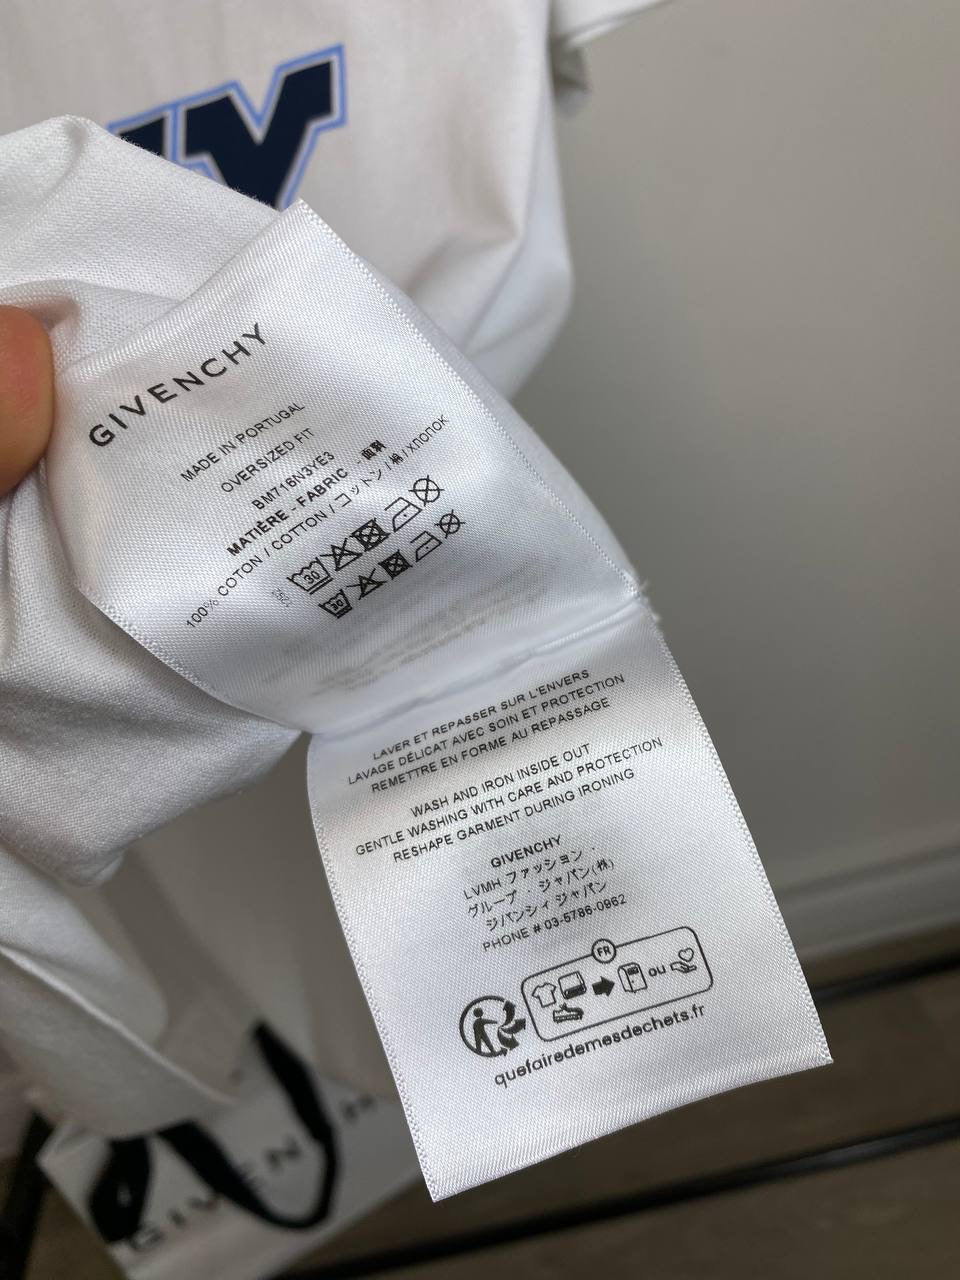 GIVENCHY
MADE IN PORTUGAL
OVERSIZED FIT
BM716N3YE3
MATIÈRE - FABRIC -
100% COTON / COTTON / コットン / 棉 / ХЛОПОК
30
30
LAVER ET REPASSER SUR L'ENVERS
LAVAGE DÉLICAT AVEC SOIN ET PROTECTION
REMETTRE EN FORME AU REPASSAGE
WASH AND IRON INSIDE OUT
GENTLE WASHING WITH CARE AND PROTECTION
RESHAPE GARMENT DURING IRONING
GIVENCHY
LVMH ファッション・
グループ・ジャパン(株)
ジバンシィ ジャパン
PHONE # 03-5786-0962
FR
ou
quefairedemesdechets.fr